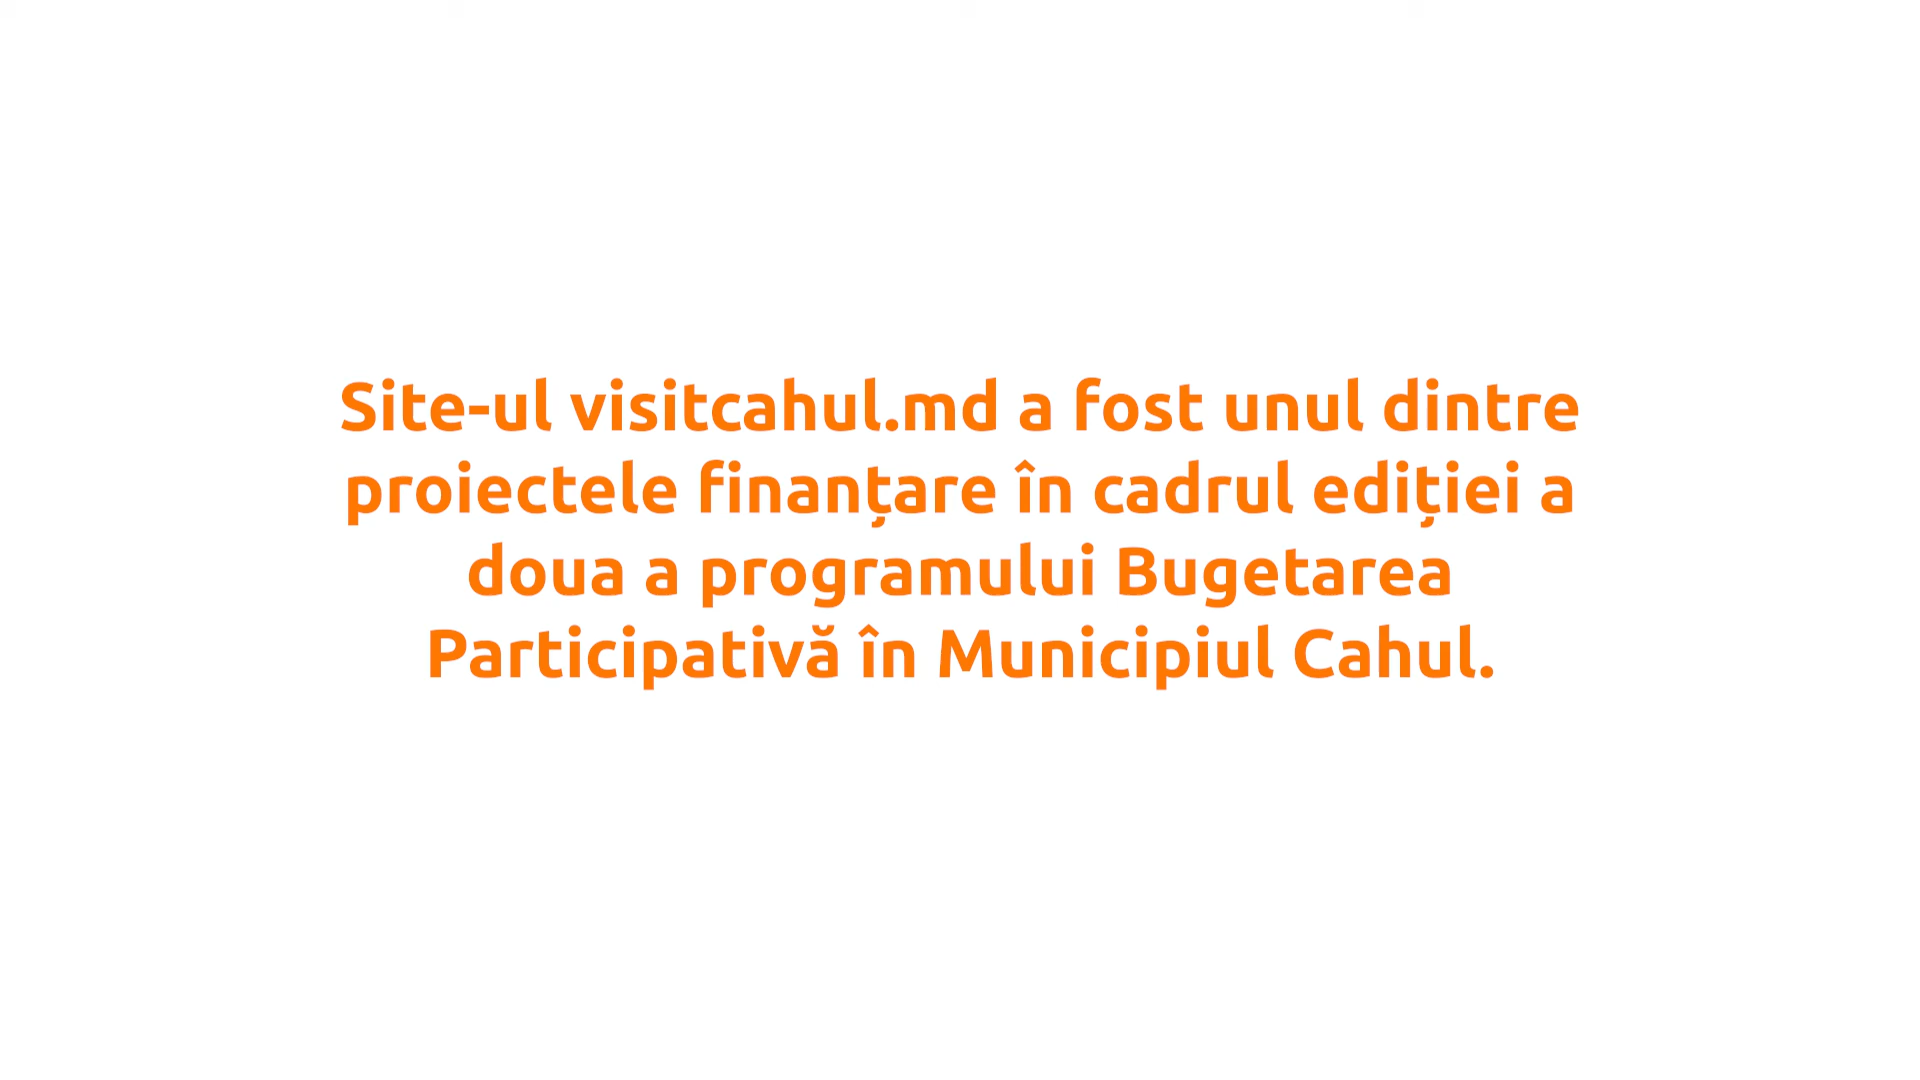 Site-ul visitcahul.md a fost unul dintre
proiectele finanțare în cadrul ediției a
doua a programului Bugetarea
Participativă în Municipiul Cahul.